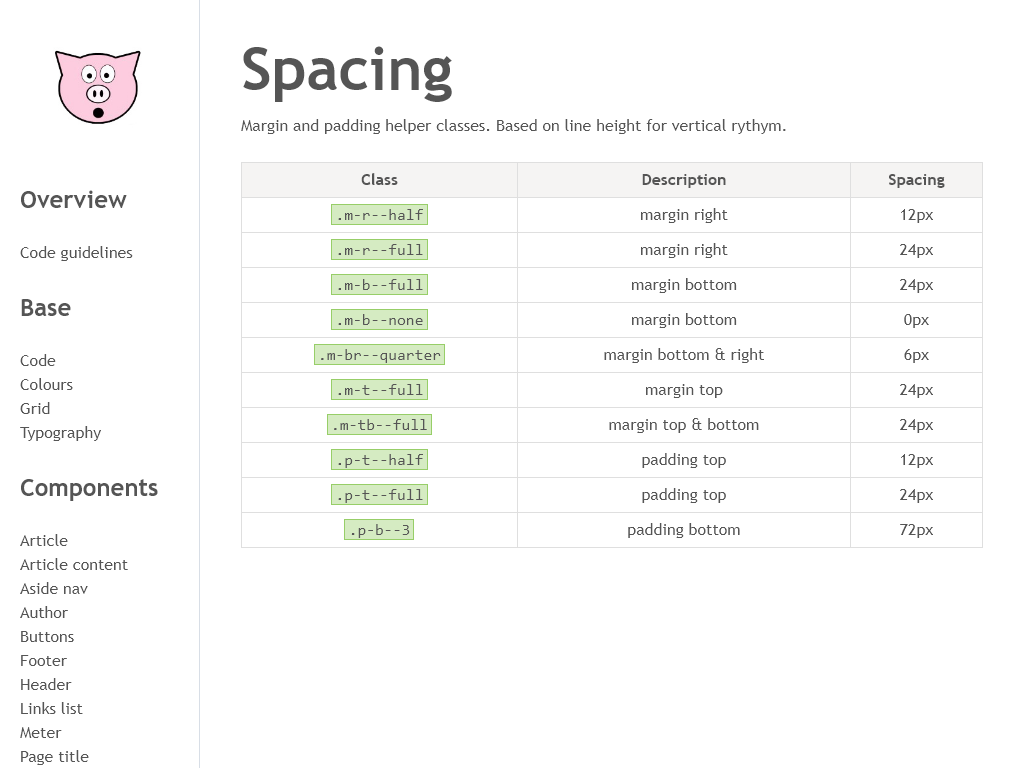 Overview
Code guidelines
Base
Code
Colours
Grid
Typography
Components
Article
Article content
Aside nav
Author
Buttons
Footer
Header
Links list
Meter
Page title
Spacing
Margin and padding helper classes. Based on line height for vertical rythym.
Class Description Spacing
.m-r--half margin right 12px
.m-r--full margin right 24px
.m-b--full margin bottom 24px
.m-b--none margin bottom 0px
.m-br--quarter margin bottom & right 6px
.m-t--full margin top 24px
.m-tb--full margin top & bottom 24px
.p-t--half padding top 12px
.p-t--full padding top 24px
.p-b--3 padding bottom 72px